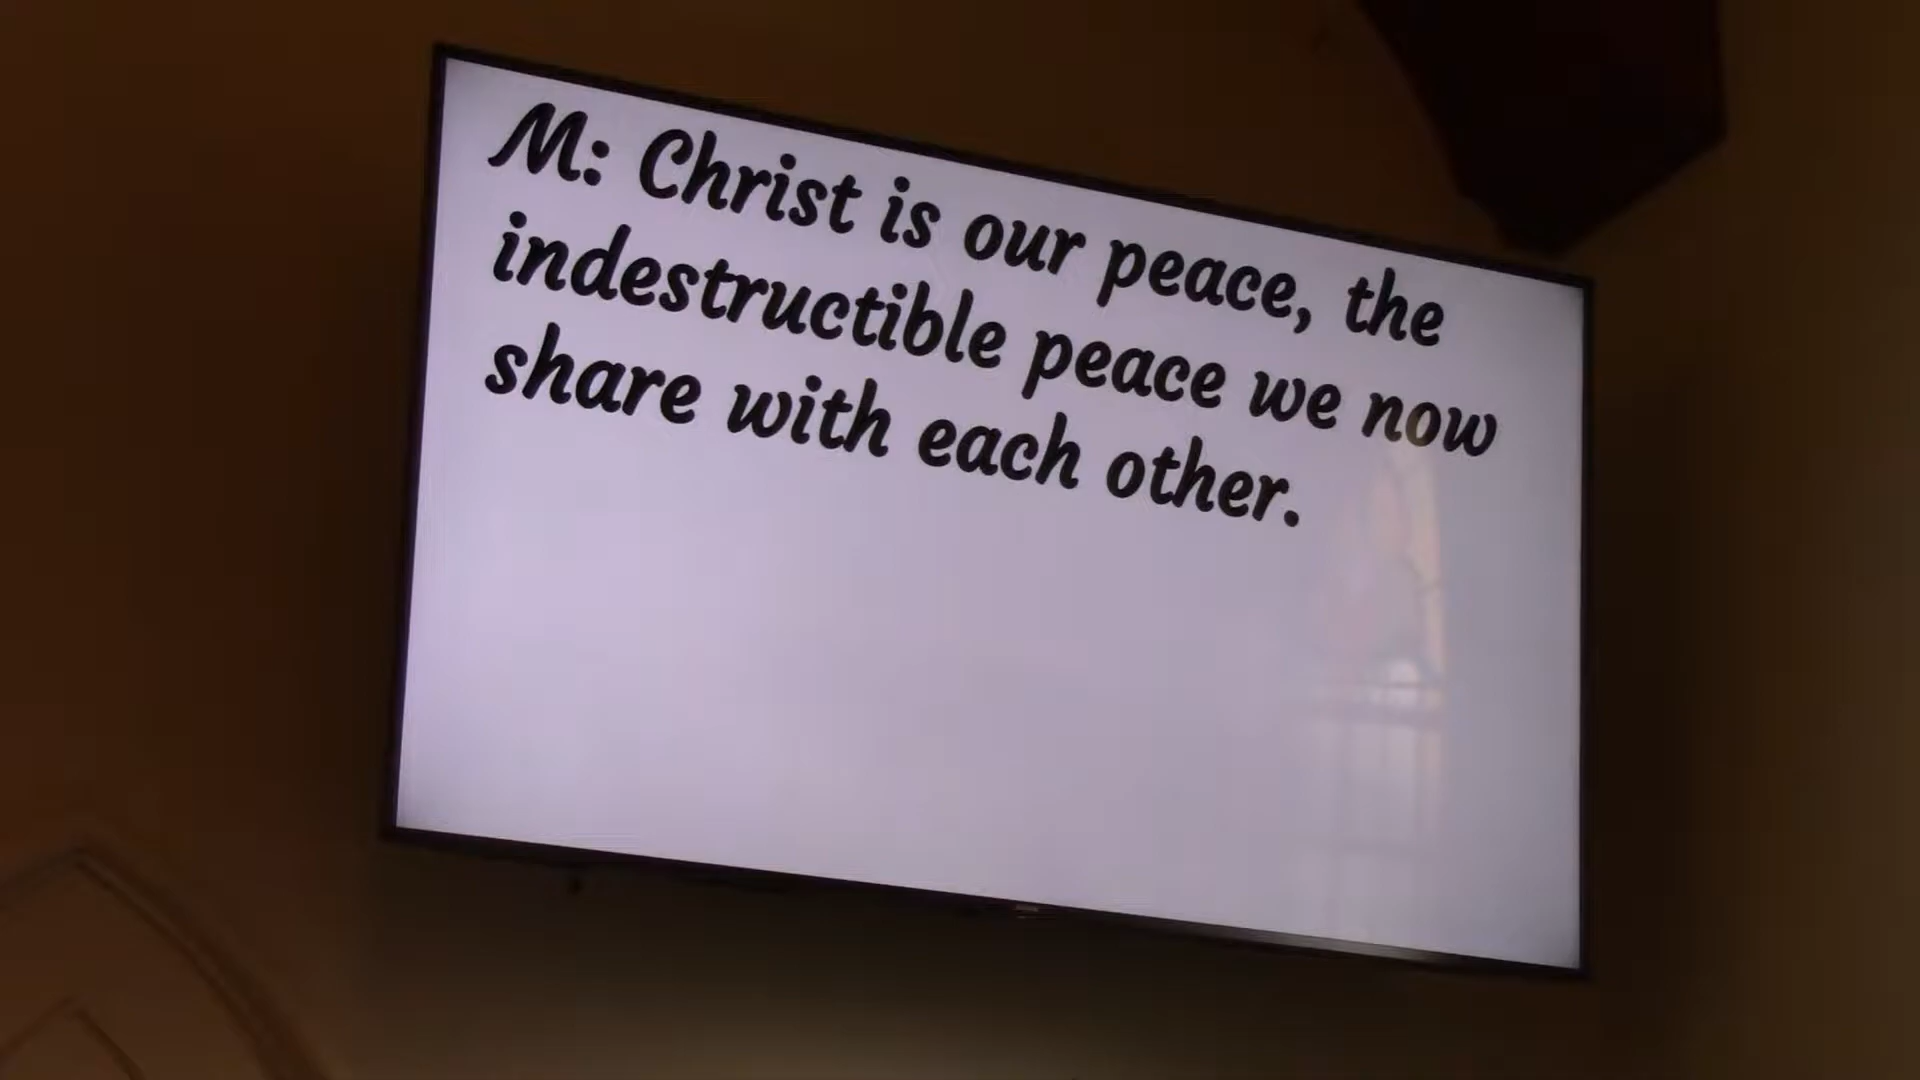 M: Christ is our peace, the
indestructible peace we now
share with each other.